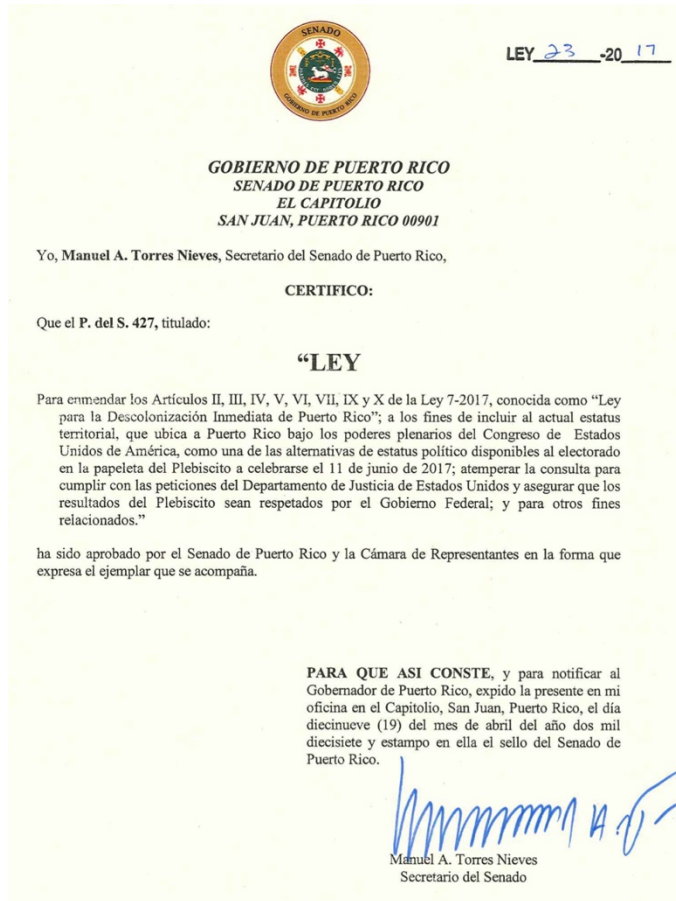 SENADO
GOBIERNO DE PUERTO RICO
LEY 23 -20 17
GOBIERNO DE PUERTO RICO
SENADO DE PUERTO RICO
EL CAPITOLIO
SAN JUAN, PUERTO RICO 00901
Yo, Manuel A. Torres Nieves, Secretario del Senado de Puerto Rico,
CERTIFICO:
Que el P. del S. 427, titulado:
“LEY
Para enmendar los Artículos II, III, IV, V, VI, VII, IX y X de la Ley 7-2017, conocida como “Ley
para la Descolonización Inmediata de Puerto Rico”; a los fines de incluir al actual estatus
territorial, que ubica a Puerto Rico bajo los poderes plenarios del Congreso de Estados
Unidos de América, como una de las alternativas de estatus político disponibles al electorado
en la papeleta del Plebiscito a celebrarse el 11 de junio de 2017; atemperar la consulta para
cumplir con las peticiones del Departamento de Justicia de Estados Unidos y asegurar que los
resultados del Plebiscito sean respetados por el Gobierno Federal; y para otros fines
relacionados.”
ha sido aprobado por el Senado de Puerto Rico y la Cámara de Representantes en la forma que
expresa el ejemplar que se acompaña.
PARA QUE ASI CONSTE, y para notificar al
Gobernador de Puerto Rico, expido la presente en mi
oficina en el Capitolio, San Juan, Puerto Rico, el día
diecinueve (19) del mes de abril del año dos mil
diecisiete y estampo en ella el sello del Senado de
Puerto Rico.
Manuel A. Torres Nieves
Secretario del Senado